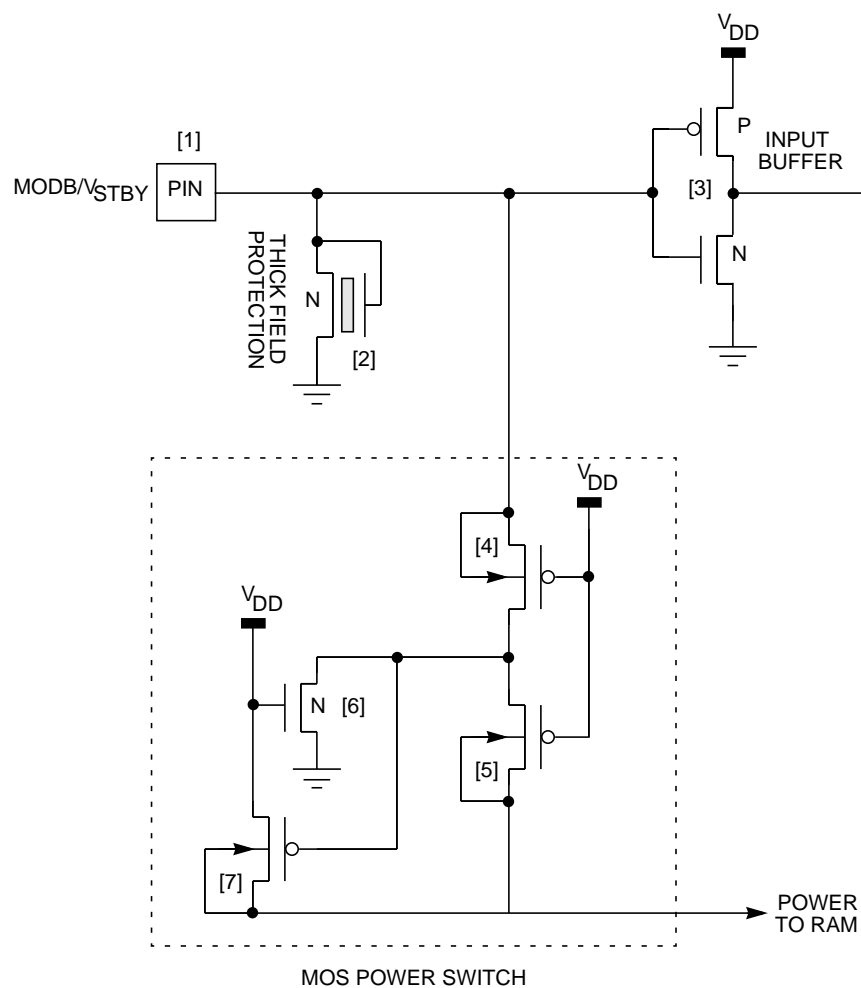 VDD
[1]
P
INPUT
BUFFER
MODB/VSTBY
PIN
[3]
THICK FIELD
PROTECTION
N
N
[2]
VDD
[4]
VDD
N
[6]
[5]
[7]
POWER
TO RAM
MOS POWER SWITCH